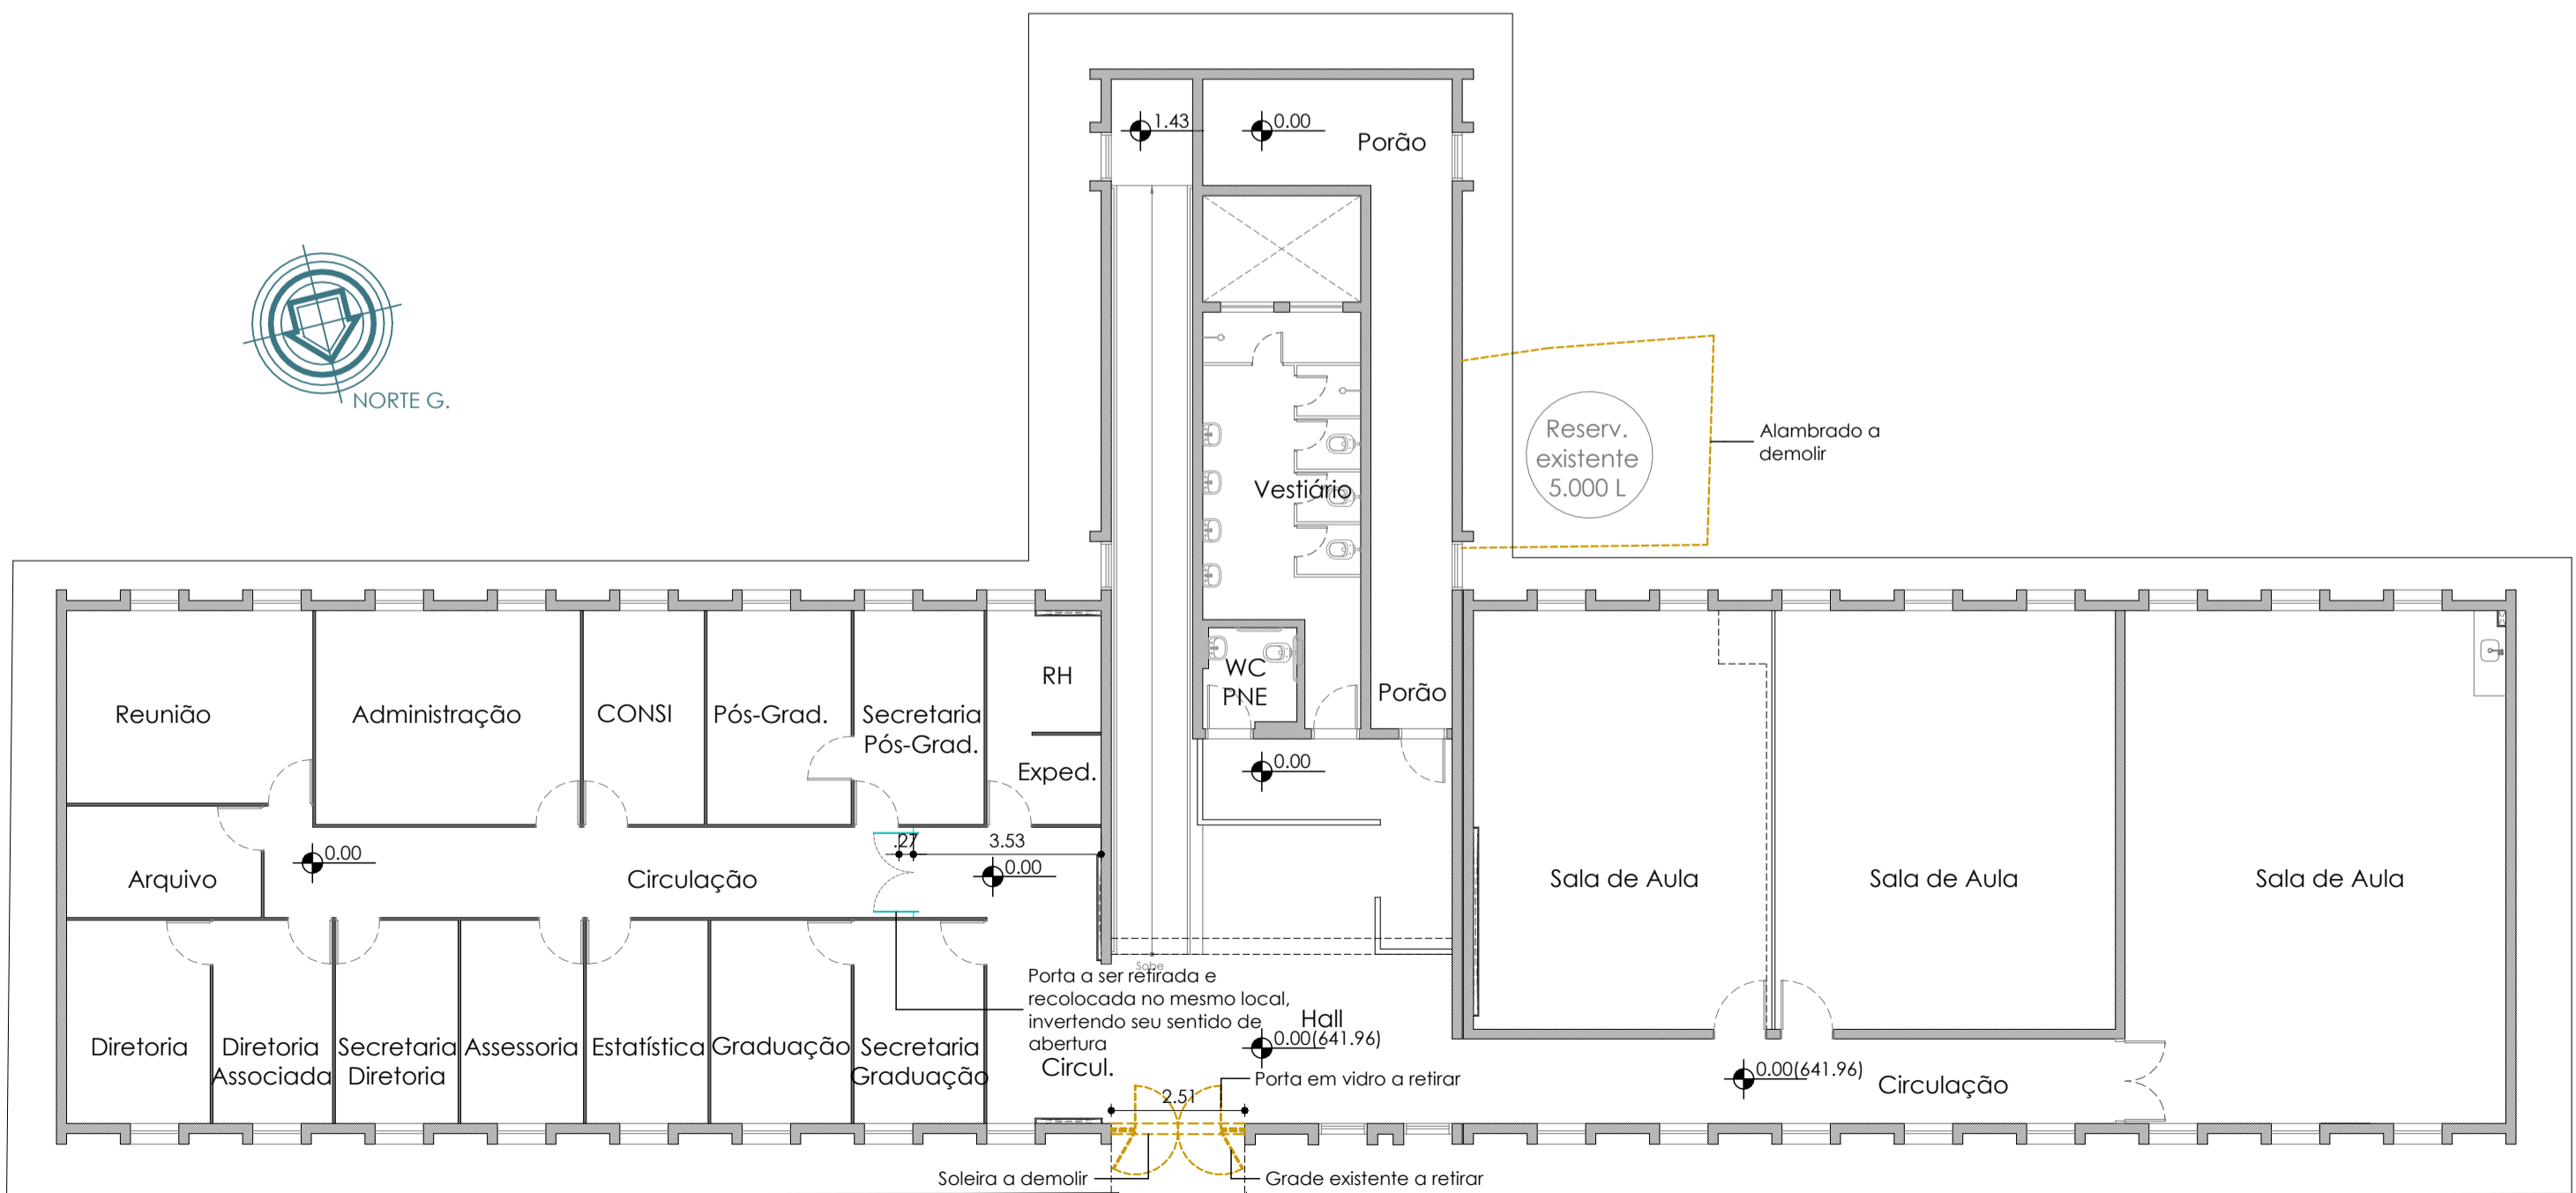 1.43
0.00
Porão
NORTE G.
Reserv.
existente
5.000 L
Alambrado a
demolir
Vestiário
WC
PNE
Porão
RH
Reunião
Administração
CONSI
Pós-Grad.
Secretaria
Pós-Grad.
Exped.
0.00
.27
3.53
0.00
0.00
Arquivo
Circulação
Sala de Aula
Sala de Aula
Sala de Aula
Sobe
Porta a ser retirada e
recolocada no mesmo local,
invertendo seu sentido de
abertura
Hall
0.00(641.96)
Diretoria
Diretoria
Associada
Secretaria
Diretoria
Assessoria
Estatística
Graduação
Secretaria
Graduação
Circul.
Porta em vidro a retirar
0.00(641.96)
Circulação
2.51
Soleira a demolir
Grade existente a retirar